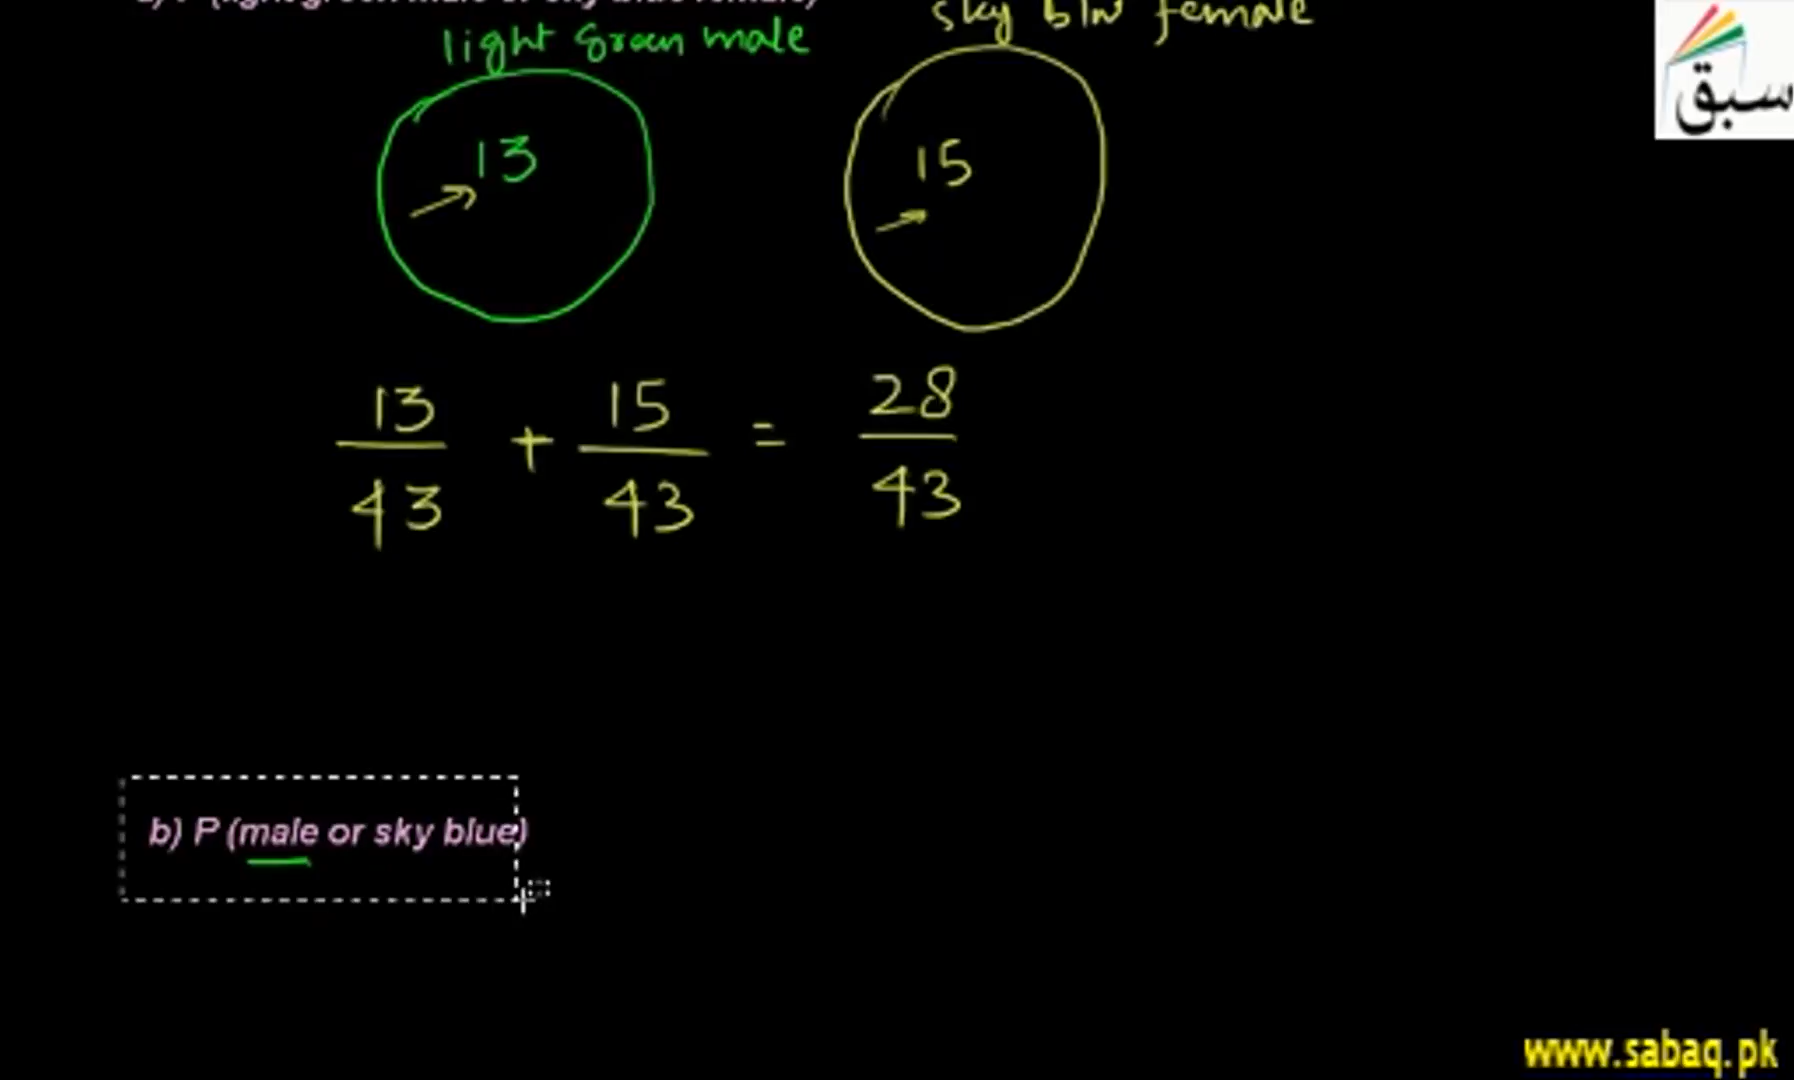 sky blw female
light green male
سبق
13
15
13/43 + 15/43 = 28/43
b) P (male or sky blue)
www.sabaq.pk